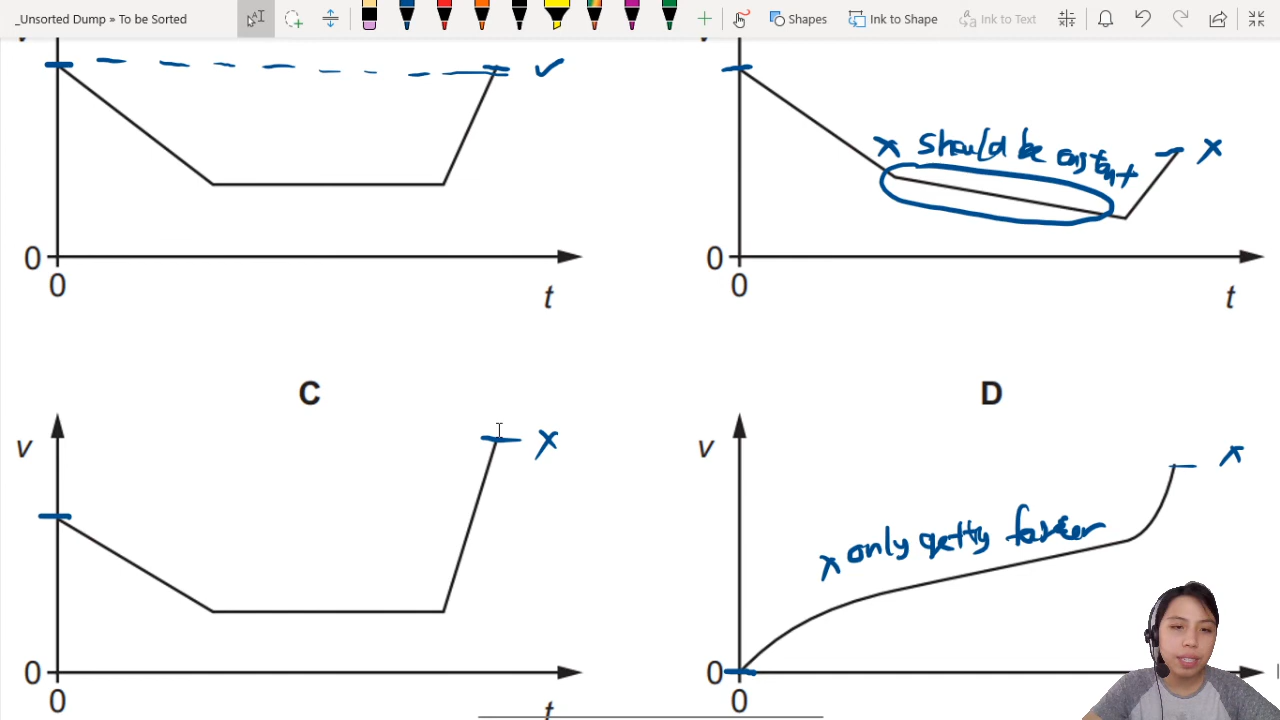 _Unsorted Dump » To be Sorted
Shapes
Ink to Shape
Ink to Text
✓
x should be constant
x
0
0
t
0
0
t
C
D
v
x
v
x
x only getting faster
0
0
t
0
0